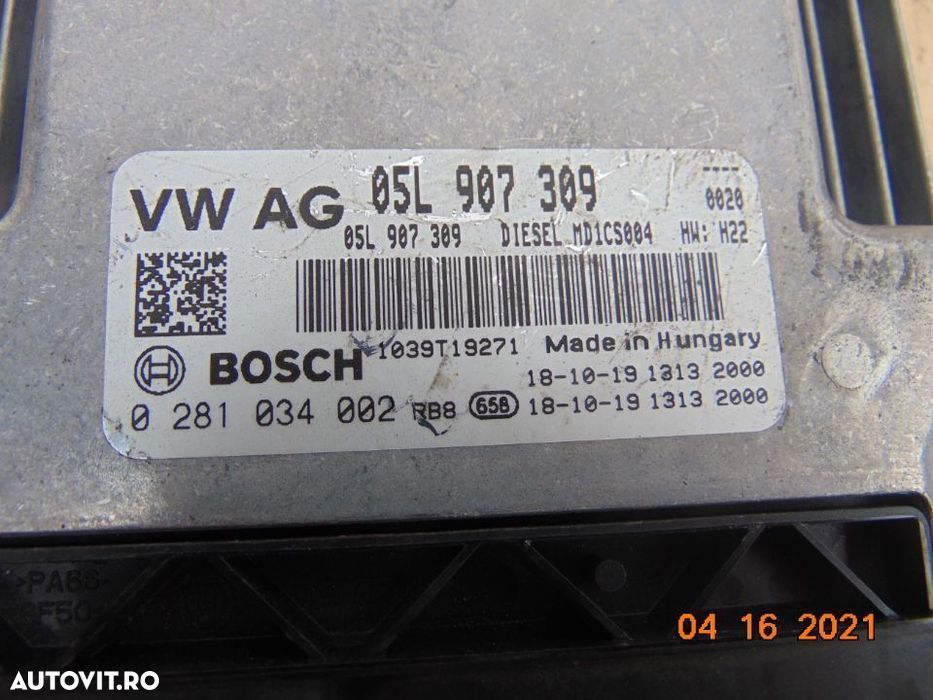 VW AG 05L 907 309 ----
0020
05L 907 309 DIESEL MD1CS004 HW: H22
1039T19271 Made in Hungary
BOSCH 18-10-19 1313 2000
0 281 034 002 RB8 65B 18-10-19 1313 2000
>PA66-
GF50<
04 16 2021
AUTOVIT.RO